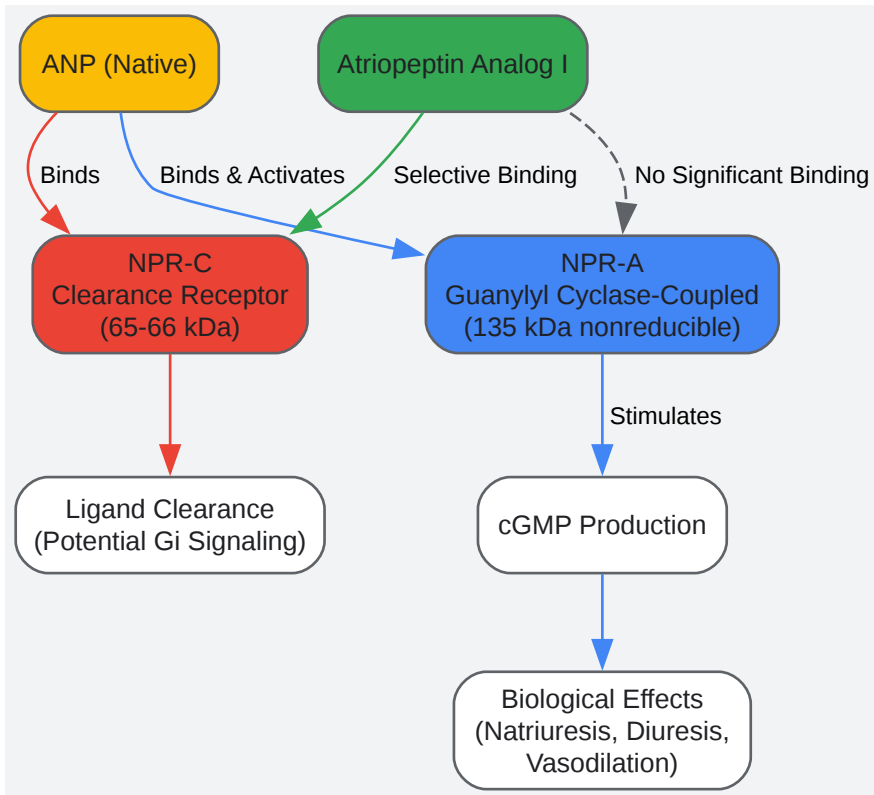 ANP (Native)
Atriopeptin Analog I
Binds
Binds & Activates
Selective Binding
No Significant Binding
NPR-C
Clearance Receptor
(65-66 kDa)
NPR-A
Guanylyl Cyclase-Coupled
(135 kDa nonreducible)
Stimulates
Ligand Clearance
(Potential Gi Signaling)
cGMP Production
Biological Effects
(Natriuresis, Diuresis,
Vasodilation)